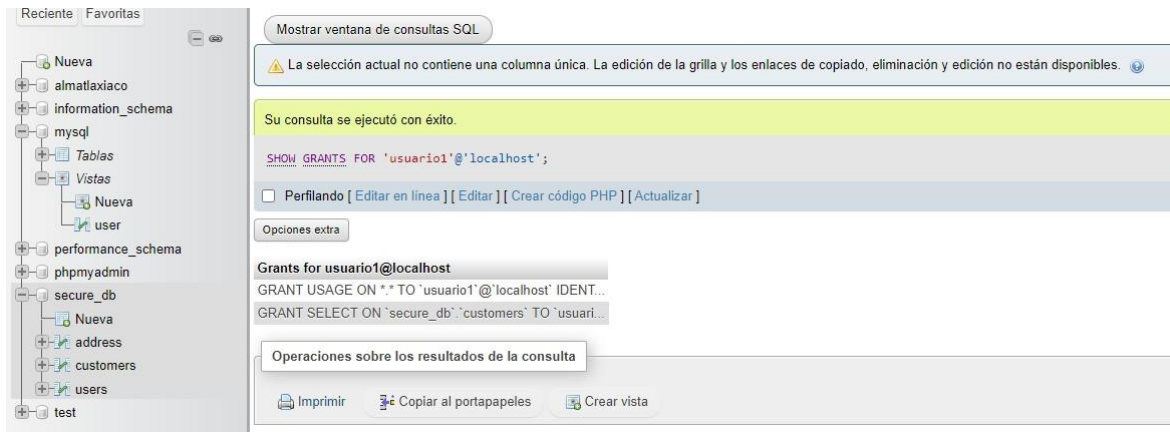 Reciente Favoritas
Nueva
almatlaxiaco
information_schema
mysql
Tablas
Vistas
Nueva
user
performance_schema
phpmyadmin
secure_db
Nueva
address
customers
users
test
Mostrar ventana de consultas SQL
La selección actual no contiene una columna única. La edición de la grilla y los enlaces de copiado, eliminación y edición no están disponibles.
Su consulta se ejecutó con éxito.
SHOW GRANTS FOR 'usuario1'@'localhost';
Perfilando [ Editar en línea ] [ Editar ] [ Crear código PHP ] [ Actualizar ]
Opciones extra
Grants for usuario1@localhost
GRANT USAGE ON *.* TO `usuario1`@`localhost` IDENT...
GRANT SELECT ON `secure_db`.`customers` TO `usuari...
Operaciones sobre los resultados de la consulta
Imprimir Copiar al portapapeles Crear vista